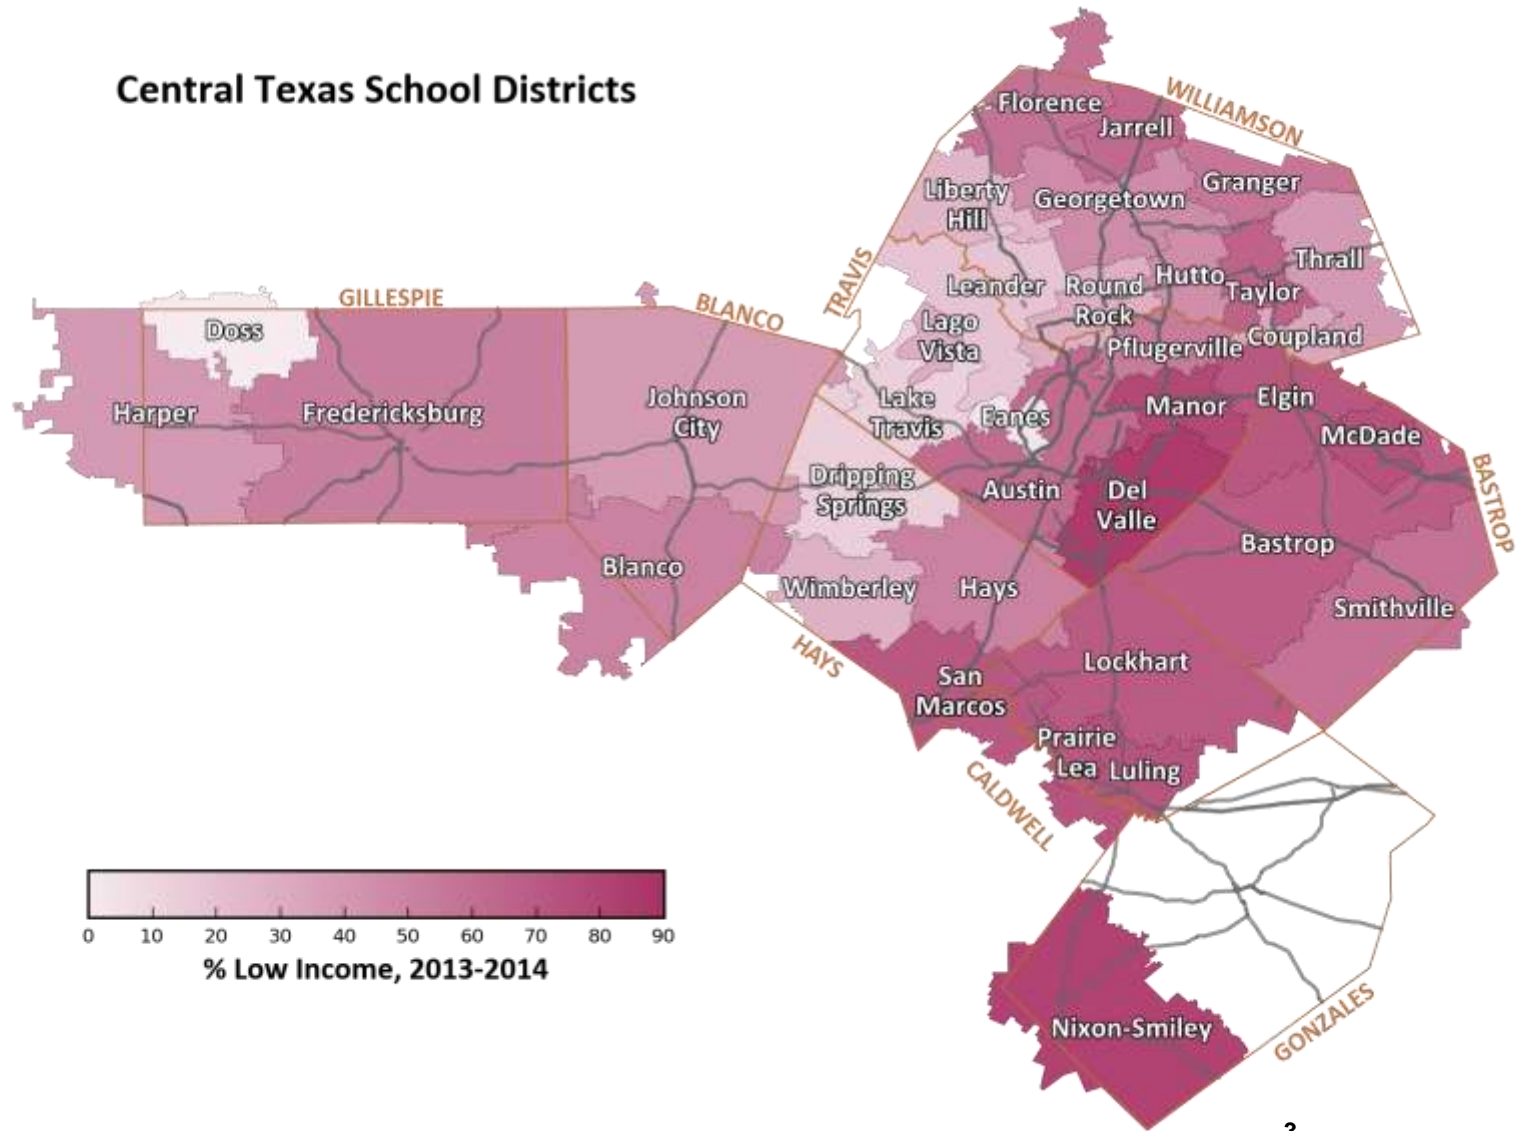 Central Texas School Districts
WILLIAMSON
Florence
Jarrell
Liberty
Hill
Georgetown
Granger
TRAVIS
Leander
Round
Rock
Hutto
Taylor
Thrall
Lago
Vista
Pflugerville
Coupland
GILLESPIE
BLANCO
Doss
Harper
Fredericksburg
Johnson
City
Lake
Travis
Eanes
Manor
Elgin
McDade
BASTROP
Dripping
Springs
Austin
Del
Valle
Bastrop
Blanco
Wimberley
Hays
Smithville
HAYS
San
Marcos
Lockhart
Prairie
Lea
Luling
CALDWELL
Nixon-Smiley
GONZALES
0 10 20 30 40 50 60 70 80 90
% Low Income, 2013-2014